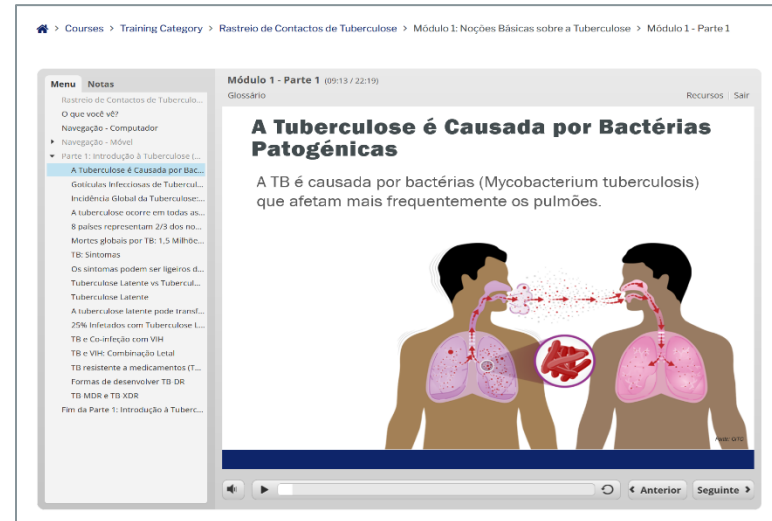 > Courses > Training Category > Rastreio de Contactos de Tuberculose > Módulo 1: Noções Básicas sobre a Tuberculose > Módulo 1 - Parte 1
Menu Notas
Rastreio de Contactos de Tuberculo...
O que você vê?
Navegação - Computador
Navegação - Móvel
Parte 1: Introdução à Tuberculose (...
A Tuberculose é Causada por Bac...
Gotículas Infecciosas de Tubercul...
Incidência Global da Tuberculose:...
A tuberculose ocorre em todas as...
8 países representam 2/3 dos no...
Mortes globais por TB: 1,5 Milhõe...
TB: Sintomas
Os sintomas podem ser ligeiros d...
Tuberculose Latente vs Tubercul...
Tuberculose Latente
A tuberculose latente pode transf...
25% Infetados com Tuberculose L...
TB e Co-infeção com VIH
TB e VIH: Combinação Letal
TB resistente a medicamentos (T...
Formas de desenvolver TB DR
TB MDR e TB XDR
Fim da Parte 1: Introdução à Tuberc...
Módulo 1 - Parte 1 (09:13 / 22:19)
Glossário
Recursos Sair
A Tuberculose é Causada por Bactérias
Patogénicas
A TB é causada por bactérias (Mycobacterium tuberculosis)
que afetam mais frequentemente os pulmões.
Anterior Seguinte